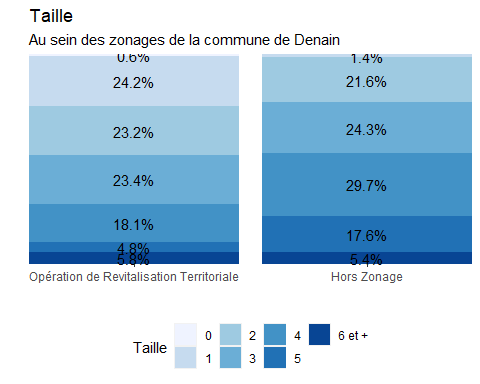 Taille
Au sein des zonages de la commune de Denain
0.6% 1.4%
24.2% 21.6%
23.2% 24.3%
23.4% 29.7%
18.1% 17.6%
4.8%
5.8% 5.4%
Opération de Revitalisation Territoriale Hors Zonage
Taille 0 2 4 6 et +
1 3 5